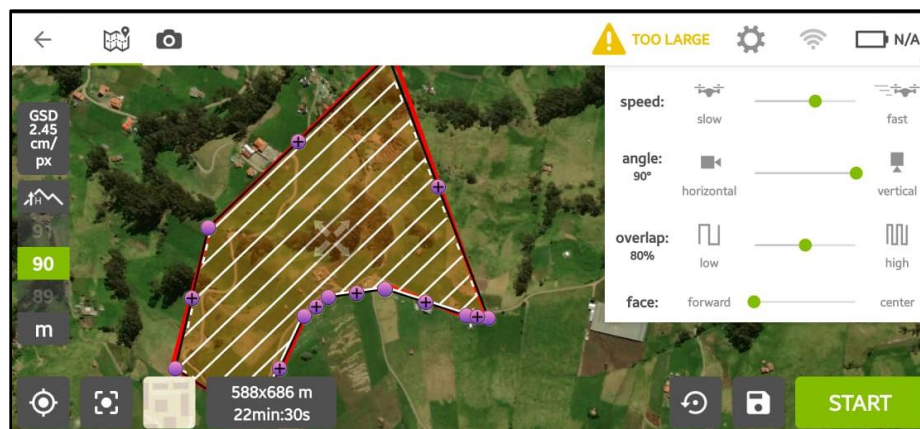 TOO LARGE
N/A
GSD
2.45
cm/
px
speed:
slow
fast
angle:
90°
horizontal
vertical
H
91
90
89
m
overlap:
80%
low
high
face:
forward
center
588x686 m
22min:30s
START